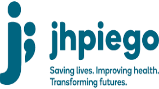 jhpiego
Saving lives. Improving health.
Transforming futures.